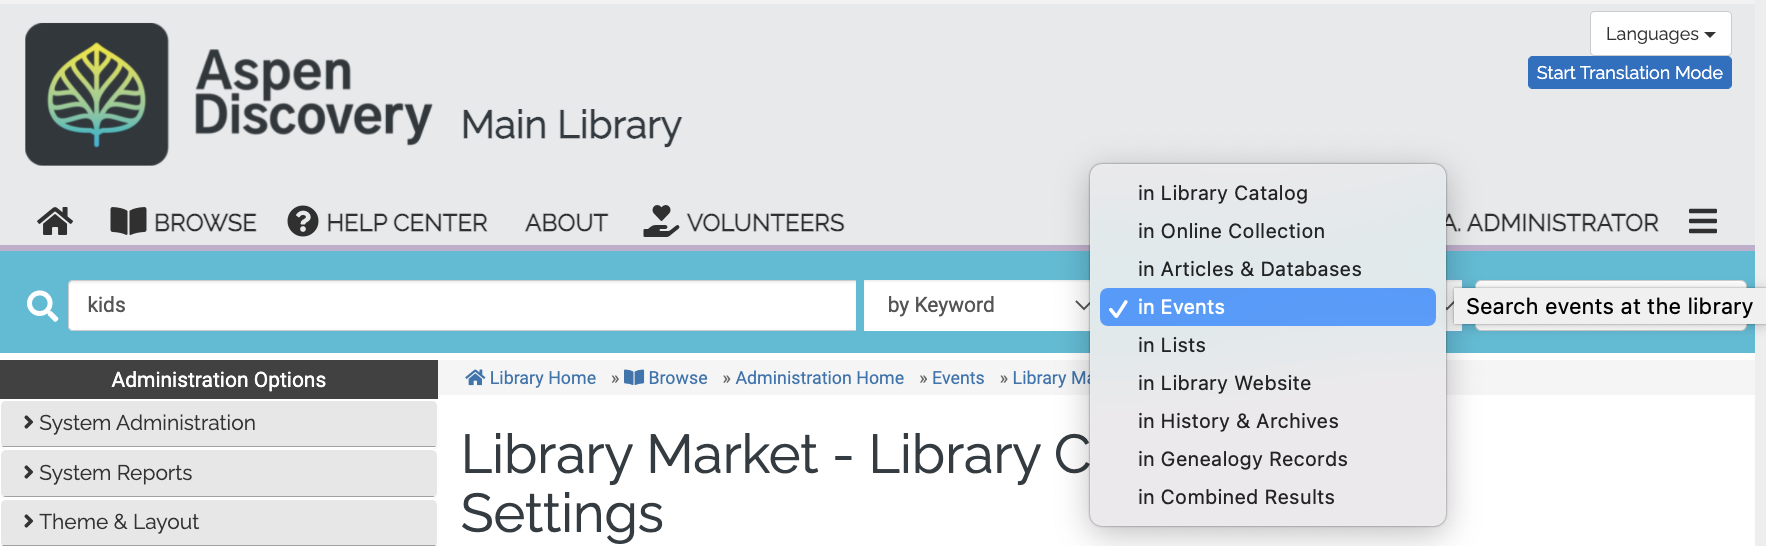 Languages
Start Translation Mode
Aspen
Discovery
Main Library
BROWSE
HELP CENTER
ABOUT
VOLUNTEERS
A. ADMINISTRATOR
kids
by Keyword
in Library Catalog
in Online Collection
in Articles & Databases
in Events
in Lists
in Library Website
in History & Archives
in Genealogy Records
in Combined Results
Search events at the library
Administration Options
System Administration
System Reports
Theme & Layout
Library Home » Browse » Administration Home » Events » Library
Library Market - Library
Settings